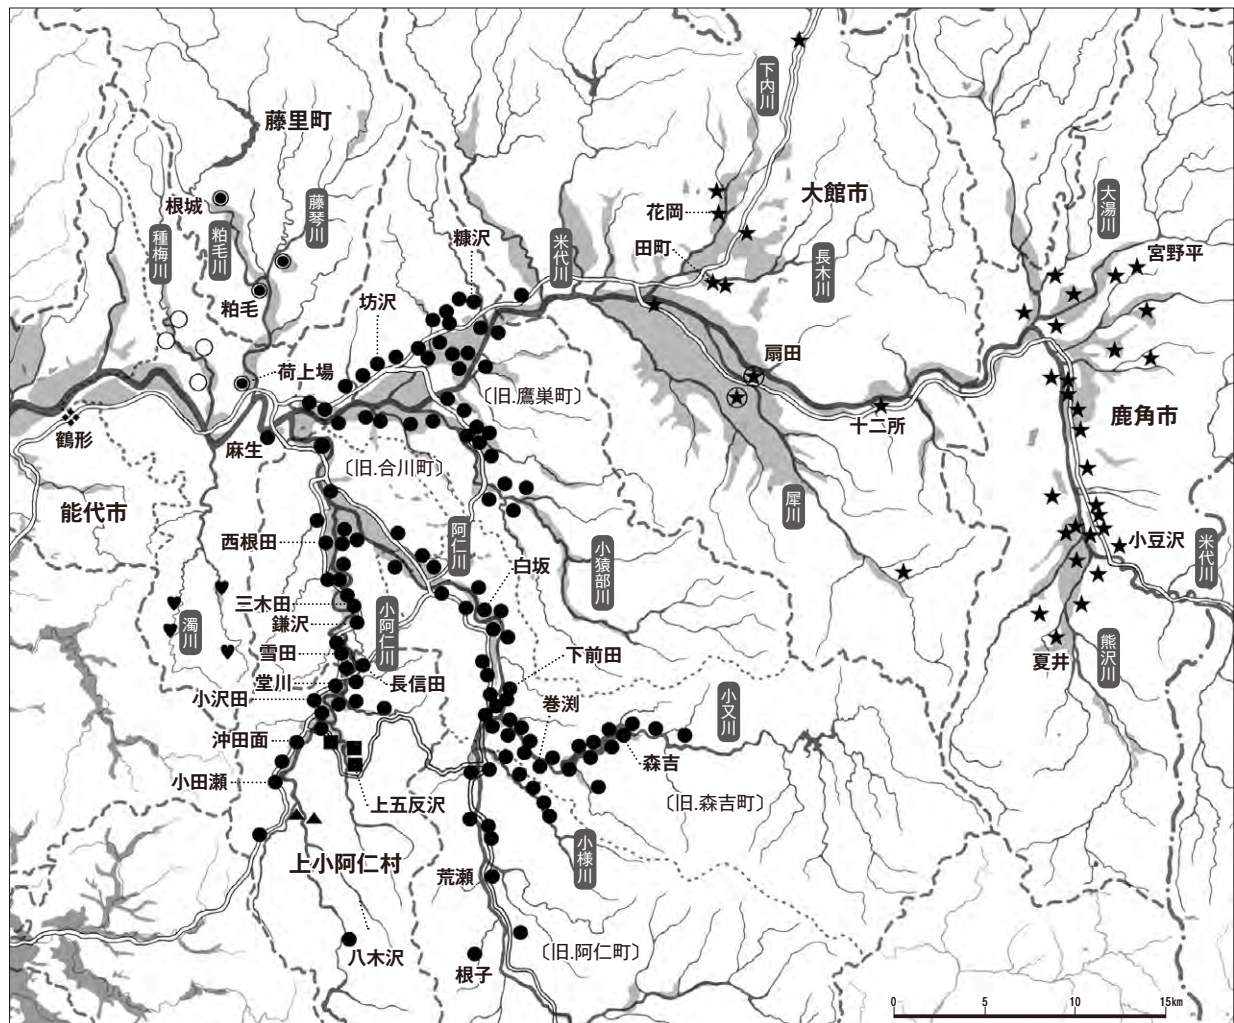 下内川
藤里町
大館市
大湯川
根城
粕毛川
藤琴川
花岡
種梅川
糠沢
米代川
田町
長木川
宮野平
粕毛
坊沢
扇田
荷上場
〔旧.鷹巣町〕
十二所
鹿角市
鶴形
麻生
〔旧.合川町〕
能代市
犀川
阿仁川
西根田
小猿部川
白坂
小豆沢
米代川
三木田
鎌沢
小阿仁川
濁川
雪田
下前田
夏井
熊沢川
堂川
長信田
小沢田
巻渕
小又川
沖田面
森吉
小田瀬
上五反沢
〔旧.森吉町〕
上小阿仁村
荒瀬
小様川
八木沢
根子
〔旧.阿仁町〕
0 5 10 15km